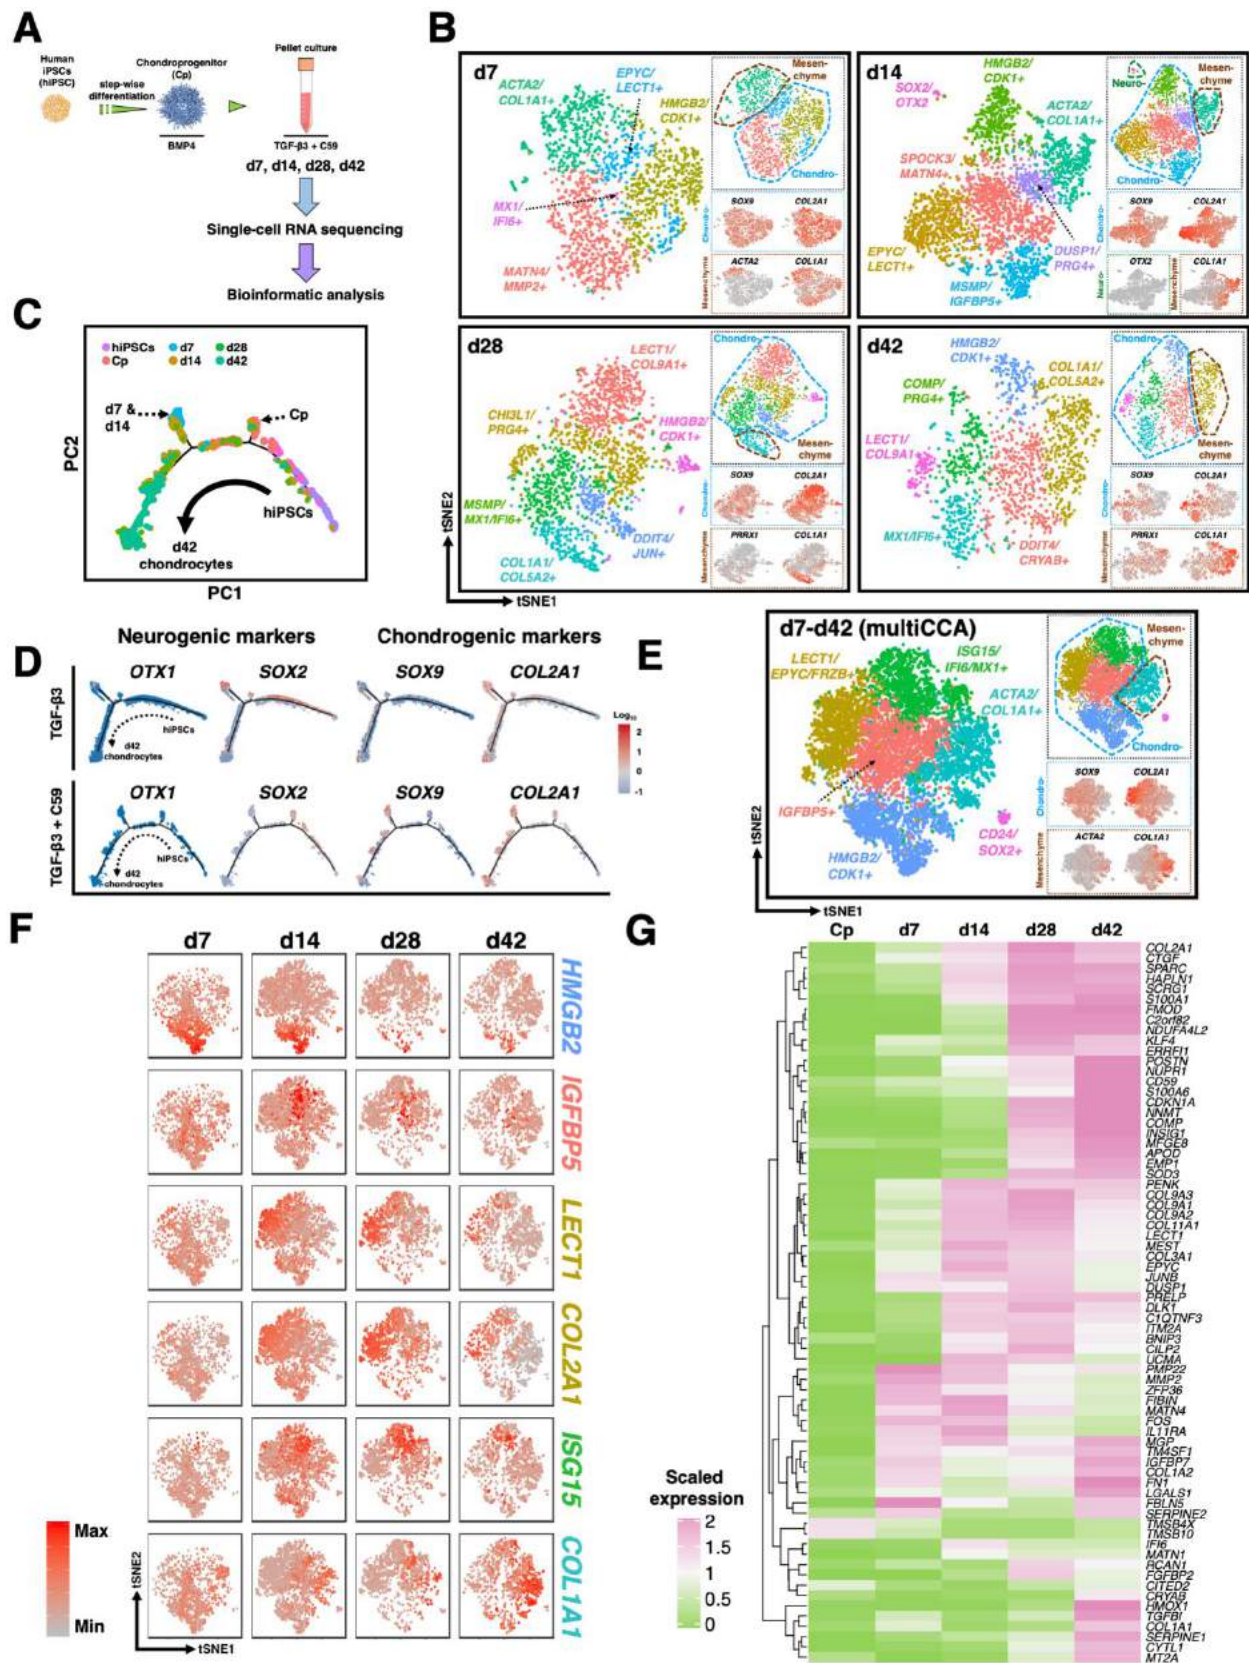 A
Human
iPSCs
(hiPSC)
step-wise
differentiation
Chondroprogenitor
(Cp)
BMP4
Pellet culture
TGF-β3 + C59
d7, d14, d28, d42
Single-cell RNA sequencing
Bioinformatic analysis
B
d7
ACTA2/
COL1A1+
EPYC/
LECT1+
HMGB2/
CDK1+
MX1/
IFI6+
MATN4/
MMP2+
Mesen-
chyme
Chondro-
Chondro-
SOX9
COL2A1
Mesenchyme
ACTA2
COL1A1
d14
SOX2/
OTX2
HMGB2/
CDK1+
ACTA2/
COL1A1+
SPOCK3/
MATN4+
EPYC/
LECT1+
DUSP1/
PRG4+
MSMP/
IGFBP5+
Neuro-
Mesen-
chyme
Chondro-
Chondro-
SOX9
COL2A1
Neuro-
OTX2
Mesenchyme
COL1A1
d28
LECT1/
COL9A1+
CHI3L1/
PRG4+
HMGB2/
CDK1+
MSMP/
MX1/IFI6+
DDIT4/
JUN+
COL1A1/
COL5A2+
Chondro-
Mesen-
chyme
Chondro-
SOX9
COL2A1
Mesenchyme
PRRX1
COL1A1
d42
HMGB2/
CDK1+
COL1A1/
COL5A2+
COMP/
PRG4+
LECT1/
COL9A1+
MX1/IFI6+
DDIT4/
CRYAB+
Chondro-
Mesen-
chyme
Chondro-
SOX9
COL2A1
Mesenchyme
PRRX1
COL1A1
tSNE2
tSNE1
C
hiPSCs
d7
d28
Cp
d14
d42
d7 &
d14
Cp
hiPSCs
d42
chondrocytes
PC2
PC1
D
Neurogenic markers
Chondrogenic markers
TGF-β3
OTX1
SOX2
SOX9
COL2A1
hiPSCs
d42
chondrocytes
Log10
2
1
0
-1
TGF-β3 + C59
OTX1
SOX2
SOX9
COL2A1
hiPSCs
d42
chondrocytes
E
d7-d42 (multiCCA)
LECT1/
EPYC/FRZB+
ISG15/
IFI6/MX1+
ACTA2/
COL1A1+
IGFBP5+
HMGB2/
CDK1+
CD24/
SOX2+
Mesen-
chyme
Chondro-
Chondro-
SOX9
COL2A1
Mesenchyme
ACTA2
COL1A1
tSNE2
tSNE1
F
d7
d14
d28
d42
HMGB2
IGFBP5
LECT1
COL2A1
ISG15
COL1A1
Max
Min
tSNE2
tSNE1
G
Cp
d7
d14
d28
d42
COL2A1
CTGF
SPARC
HAPLN1
SCRG1
S100A1
FMOD
C2orf82
NDUFA4L2
KLF4
ERRFI1
POSTN
NUPR1
CD59
S100A6
CDKN1A
NNMT
COMP
INSIG1
MFGE8
APOD
EMP1
SOD3
PENK
COL9A3
COL9A1
COL9A2
COL11A1
LECT1
MEST
COL3A1
EPYC
JUNB
DUSP1
PRELP
DLK1
C1QTNF3
ITM2A
BNIP3
CILP2
UCMA
PMP22
MMP2
ZFP36
FIBIN
MATN4
FOS
IL11RA
MGP
TM4SF1
IGFBP7
COL1A2
FN1
LGALS1
FBLN5
SERPINE2
TMSB4X
TMSB10
IFI6
MATN1
RCAN1
FGFBP2
CITED2
CRYAB
HMOX1
TGFBI
COL1A1
SERPINE1
CYTL1
MT2A
Scaled
expression
2
1.5
1
0.5
0